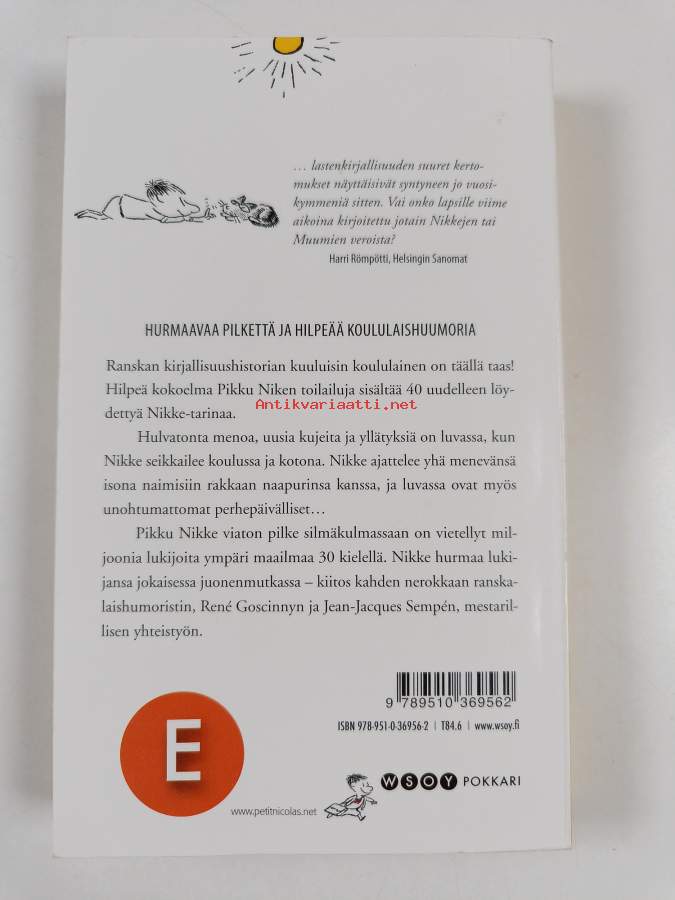 … lastenkirjallisuuden suuret kerto-
mukset näyttäisivät syntyneen jo vuosi-
kymmeniä sitten. Vai onko lapsille viime
aikoina kirjoitettu jotain Nikkejen tai
Muumien veroista?
Harri Römpötti, Helsingin Sanomat
HURMAAVAA PILKETTÄ JA HILPEÄÄ KOULULAISHUUMORIA
Ranskan kirjallisuushistorian kuuluisin koululainen on täällä taas!
Hilpeä kokoelma Pikku Niken toilailuja sisältää 40 uudelleen löy-
dettyä Nikke-tarinaa.
Antikvariaatti.net
Hulvatonta menoa, uusia kujeita ja yllätyksiä on luvassa, kun
Nikke seikkailee koulussa ja kotona. Nikke ajattelee yhä menevänsä
isona naimisiin rakkaan naapurinsa kanssa, ja luvassa ovat myös
unohtumattomat perhepäivälliset…
Pikku Nikke viaton pilke silmäkulmassaan on vietellyt mil-
joonia lukijoita ympäri maailmaa 30 kielellä. Nikke hurmaa luki-
jansa jokaisessa juonenmutkassa – kiitos kahden nerokkaan ranska-
laishumoristin, René Goscinnyn ja Jean-Jacques Sempén, mestaril-
lisen yhteistyön.
9 789510 369562
ISBN 978-951-0-36956-2 | T84.6 | www.wsoy.fi
E
WSOY POKKARI
www.petitnicolas.net